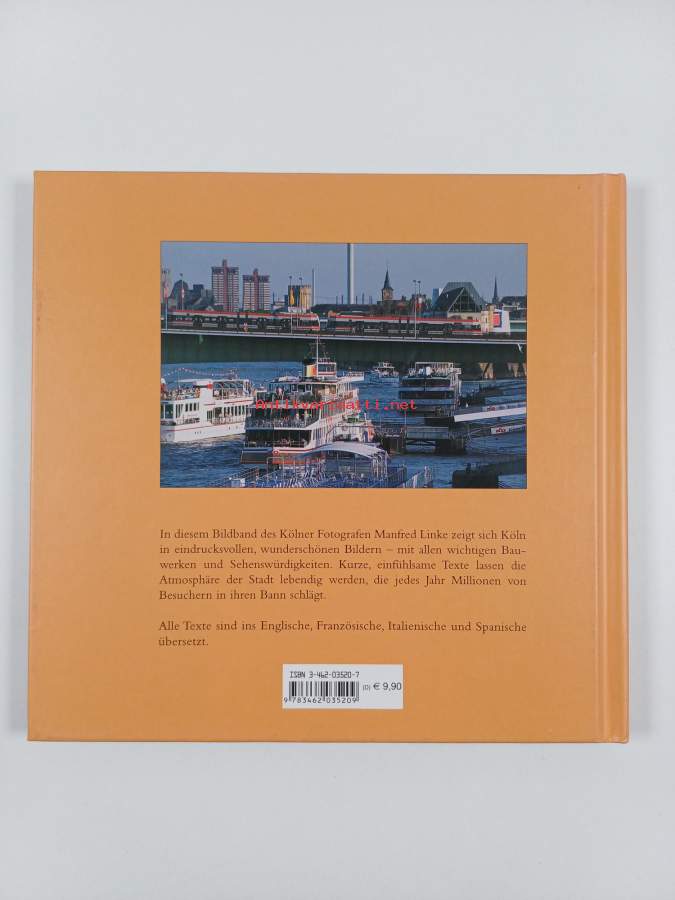 Antikvariaatti.net
In diesem Bildband des Kölner Fotografen Manfred Linke zeigt sich Köln
in eindrucksvollen, wunderschönen Bildern – mit allen wichtigen Bau-
werken und Sehenswürdigkeiten. Kurze, einfühlsame Texte lassen die
Atmosphäre der Stadt lebendig werden, die jedes Jahr Millionen von
Besuchern in ihren Bann schlägt.
Alle Texte sind ins Englische, Französische, Italienische und Spanische
übersetzt.
ISBN 3-462-03520-7
(D) € 9,90
9 783462 035209